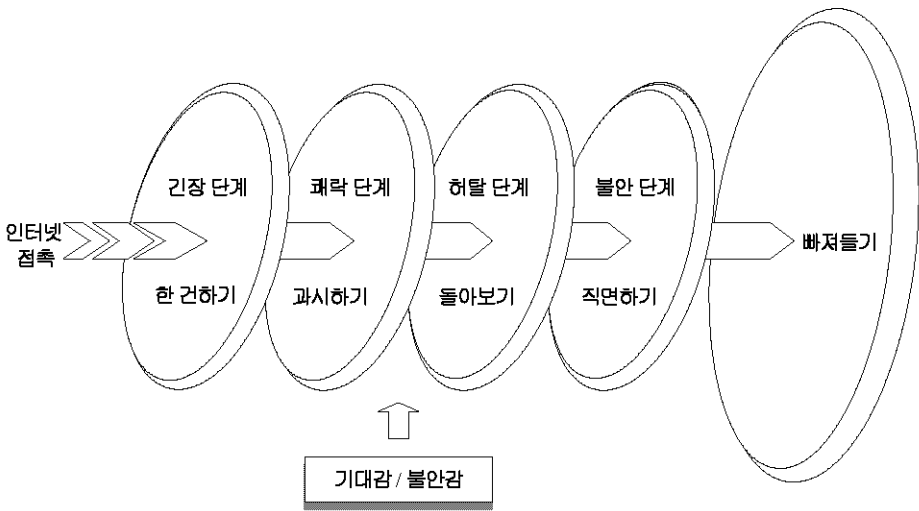 긴장 단계
쾌락 단계
허탈 단계
불안 단계
인터넷
접촉
빠져들기
한 건하기
과시하기
돌아보기
직면하기
기대감 / 불안감